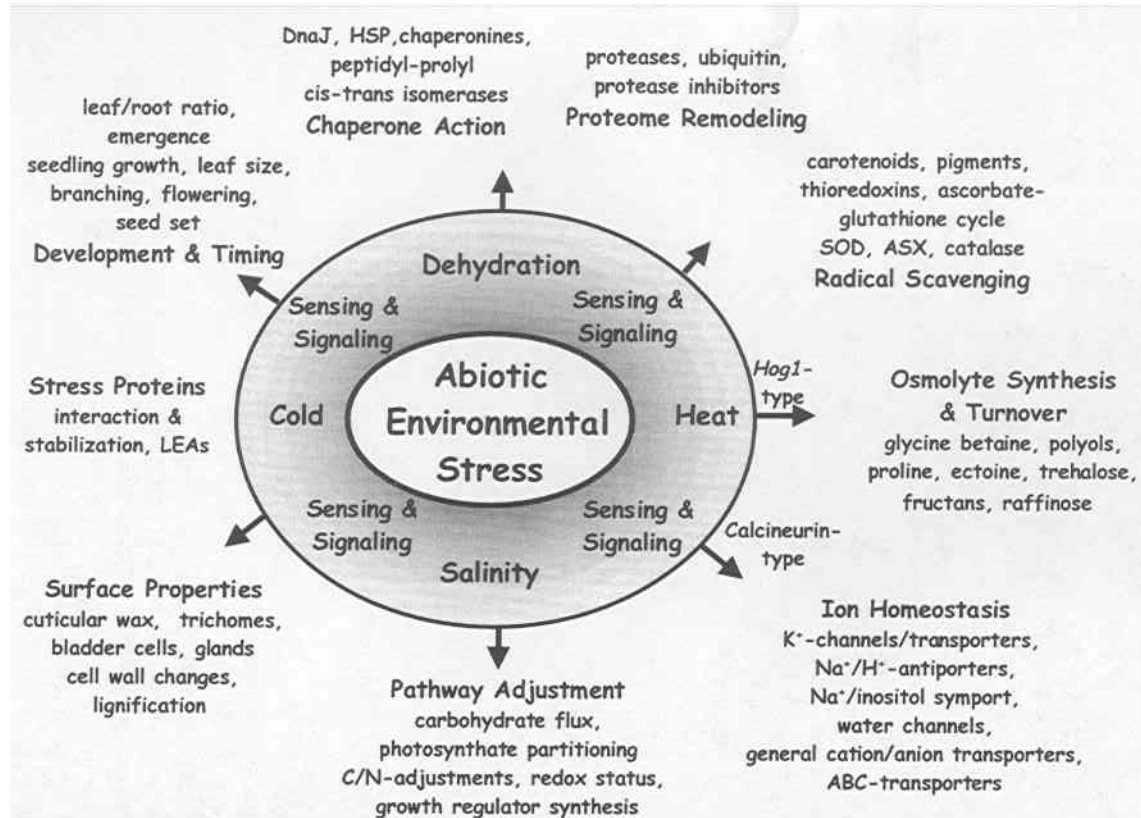 DnaJ, HSP,chaperonines,
peptidyl-prolyl
cis-trans isomerases
Chaperone Action
proteases, ubiquitin,
protease inhibitors
Proteome Remodeling
leaf/root ratio,
emergence
seedling growth, leaf size,
branching, flowering,
seed set
Development & Timing
carotenoids, pigments,
thioredoxins, ascorbate-
glutathione cycle
SOD, ASX, catalase
Radical Scavenging
Dehydration
Sensing &
Signaling
Sensing &
Signaling
Stress Proteins
interaction &
stabilization, LEAs
Cold
Abiotic
Environmental
Stress
Heat
Hog1-
type
Osmolyte Synthesis
& Turnover
glycine betaine, polyols,
proline, ectoine, trehalose,
fructans, raffinose
Sensing &
Signaling
Sensing &
Signaling
Salinity
Calcineurin-
type
Surface Properties
cuticular wax, trichomes,
bladder cells, glands
cell wall changes,
lignification
Pathway Adjustment
carbohydrate flux,
photosynthate partitioning
C/N-adjustments, redox status,
growth regulator synthesis
Ion Homeostasis
K⁺-channels/transporters,
Na⁺/H⁺-antiporters,
Na⁺/inositol symport,
water channels,
general cation/anion transporters,
ABC-transporters